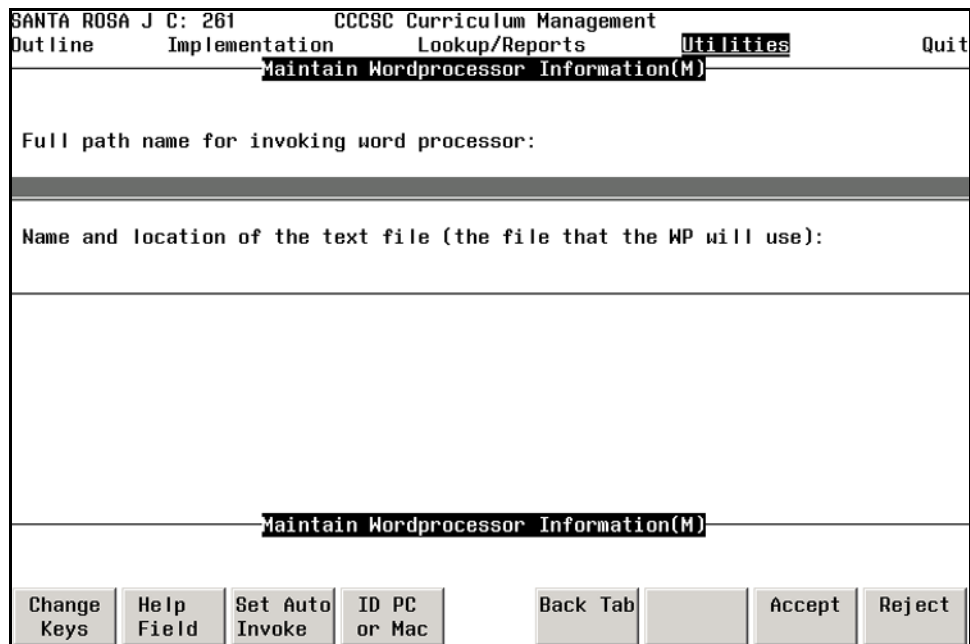 SANTA ROSA J C: 261 CCCSC Curriculum Management
Outline Implementation Lookup/Reports Utilities Quit
Maintain Wordprocessor Information(M)
Full path name for invoking word processor:
Name and location of the text file (the file that the WP will use):
Maintain Wordprocessor Information(M)
Change Help Set Auto ID PC Back Tab Accept Reject
Keys Field Invoke or Mac